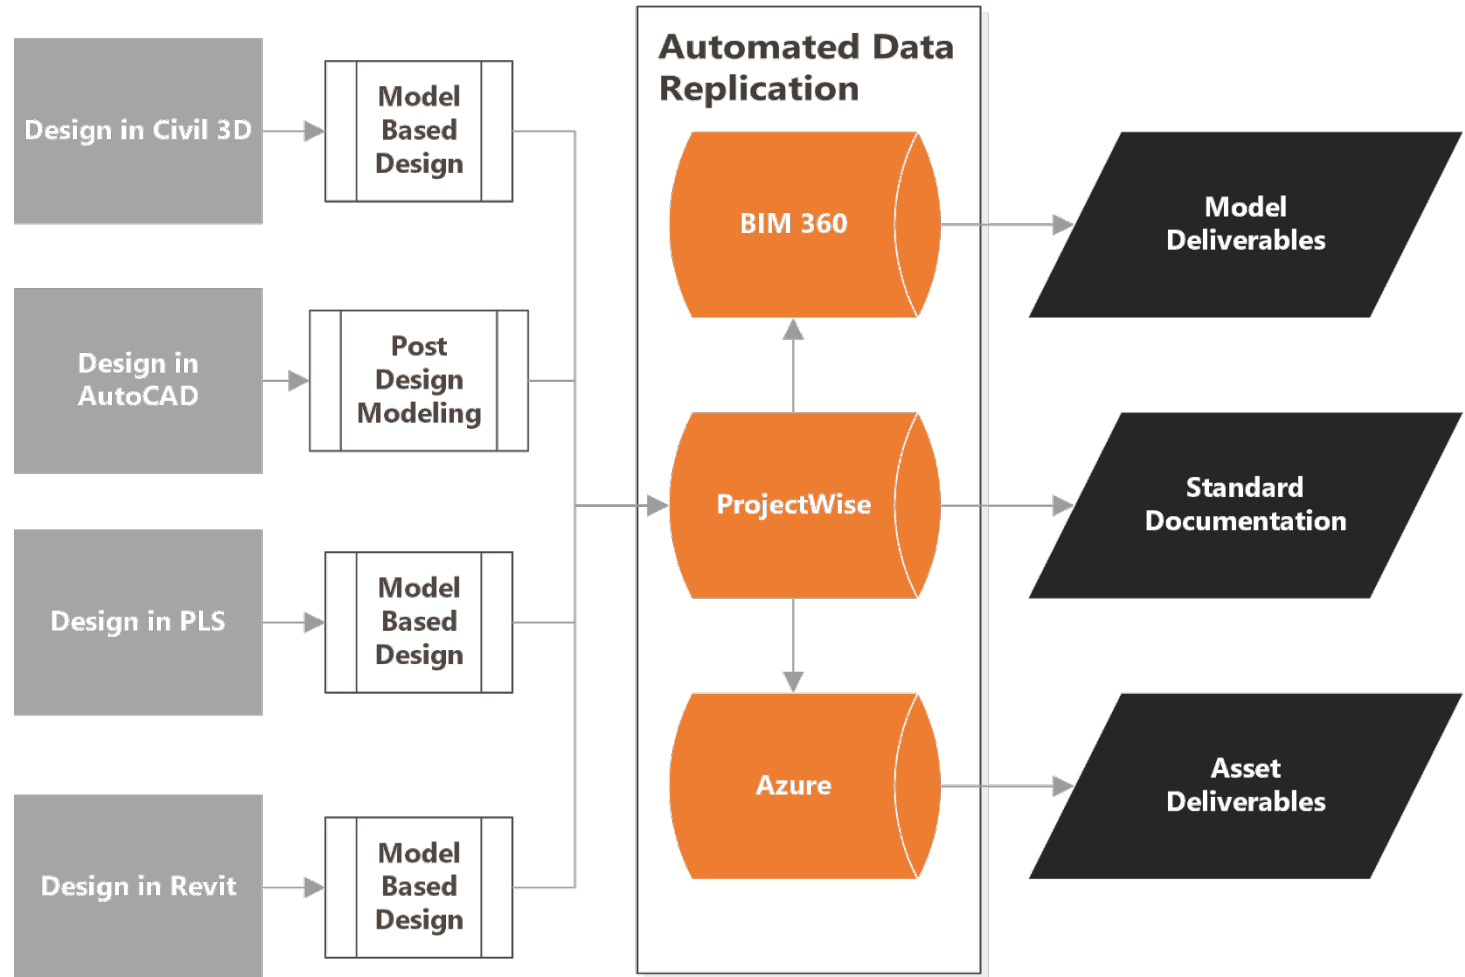 Design in Civil 3D
Model
Based
Design
Design in
AutoCAD
Post
Design
Modeling
Design in PLS
Model
Based
Design
Design in Revit
Model
Based
Design
Automated Data
Replication
BIM 360
ProjectWise
Azure
Model
Deliverables
Standard
Documentation
Asset
Deliverables